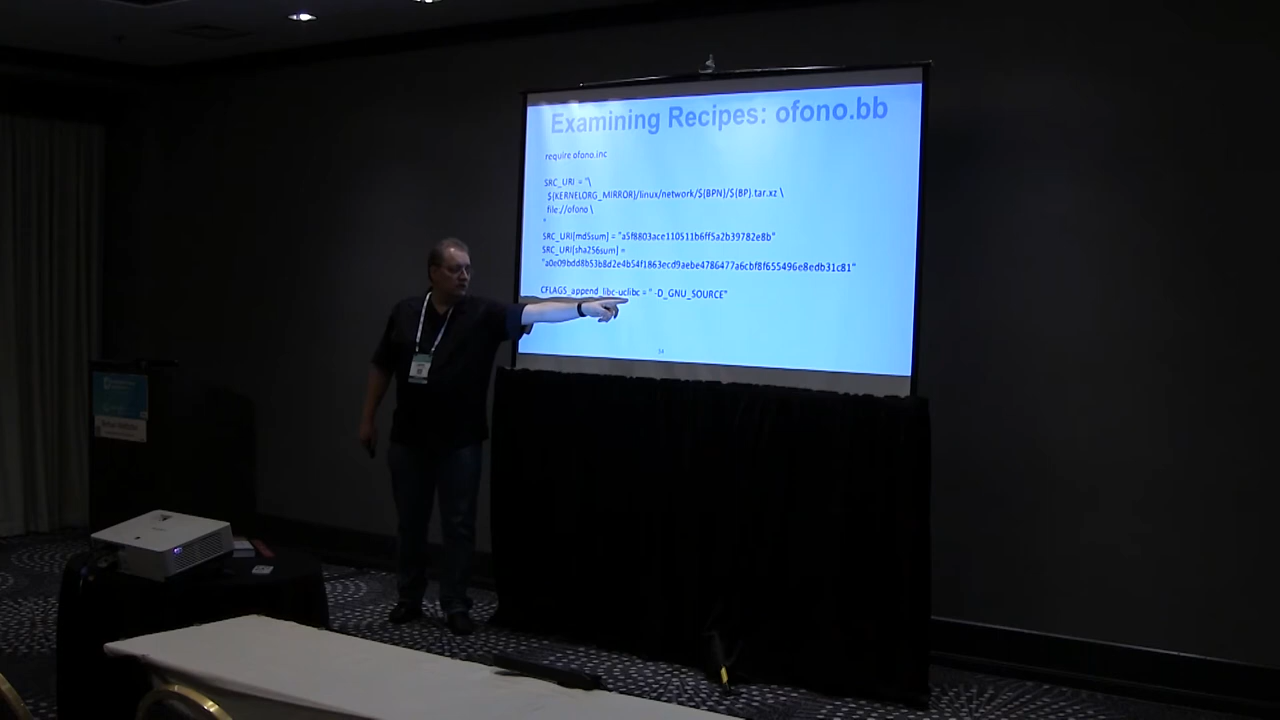 Examining Recipes: ofono.bb
require ofono.inc
SRC_URI = "\
${KERNELORG_MIRROR}/linux/network/${BPN}/${BP}.tar.xz \
file://ofono \
"
SRC_URI[md5sum] = "a5f8803ace110511b6ff5a2b39782e8b"
SRC_URI[sha256sum] =
"a0e09bdd8b53b8d2e4b54f1863ecd9aebe4786477a6cbf8f655496e8edb31c81"
CFLAGS_append_libc-uclibc = " -D_GNU_SOURCE"
34